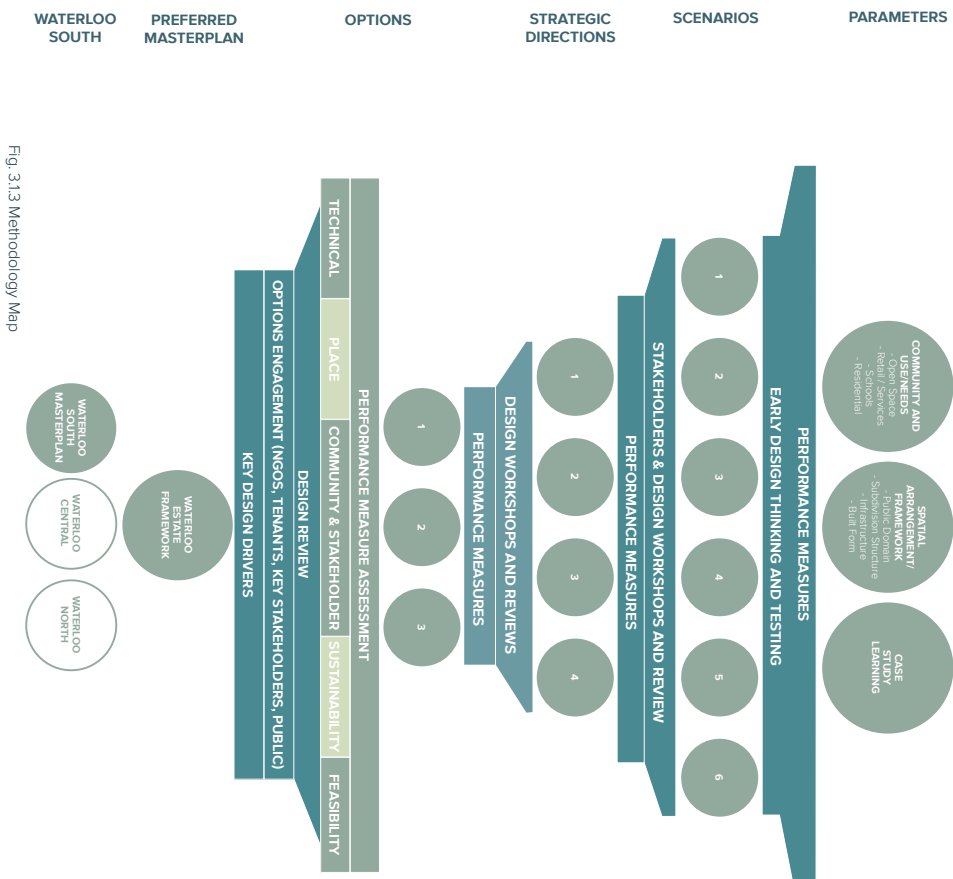 PARAMETERS
COMMUNITY AND
USE/NEEDS
- Open Space
- Retail / Services
- Schools
- Residential
SPATIAL
ARRANGEMENT/
FRAMEWORK
- Public Domain
- Subdivision Structure
- Infrastructure
- Built Form
CASE
STUDY
LEARNING
PERFORMANCE MEASURES
EARLY DESIGN THINKING AND TESTING
SCENARIOS
1
2
3
4
5
6
STAKEHOLDERS & DESIGN WORKSHOPS AND REVIEW
PERFORMANCE MEASURES
STRATEGIC
DIRECTIONS
1
2
3
4
DESIGN WORKSHOPS AND REVIEWS
PERFORMANCE MEASURES
OPTIONS
1
2
3
PERFORMANCE MEASURE ASSESSMENT
TECHNICAL
PLACE
COMMUNITY & STAKEHOLDER
SUSTAINABILITY
FEASIBILITY
DESIGN REVIEW
OPTIONS ENGAGEMENT (NGOS, TENANTS, KEY STAKEHOLDERS, PUBLIC)
KEY DESIGN DRIVERS
PREFERRED
MASTERPLAN
WATERLOO
ESTATE
FRAMEWORK
WATERLOO
SOUTH
WATERLOO
SOUTH
MASTERPLAN
WATERLOO
CENTRAL
WATERLOO
NORTH
Fig. 3.1.3 Methodology Map